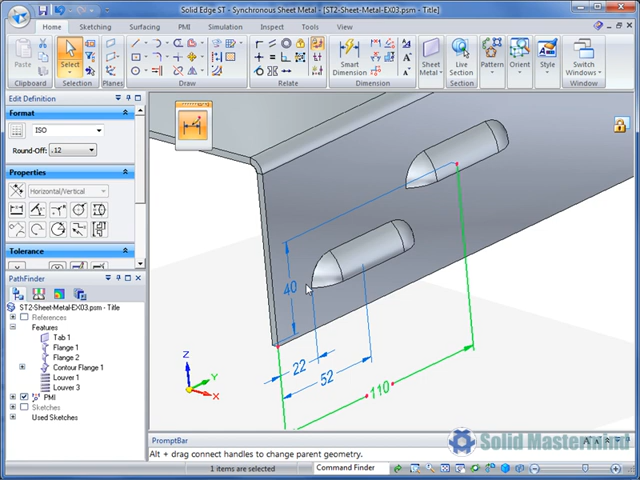 Solid Edge ST - Synchronous Sheet Metal - [ST2-Sheet-Metal-EX03.psm - Title]
Home Sketching Surfacing PMI Simulation Inspect Tools View
Paste Select Planes Smart Dimension Sheet Metal Live Section Pattern Orient Style Switch Windows
Clipboard Selection Planes Draw Relate Dimension Window
Edit Definition
Format
ISO
Round-Off: .12
Properties
Horizontal/Vertical
Tolerance
PathFinder
ST2-Sheet-Metal-EX03.psm - Title
References
Features
Tab 1
Flange 1
Flange 2
Contour Flange 1
Louver 1
Louver 3
PMI
Sketches
Used Sketches
40
22
52
110
Z
Y
X
PromptBar
Alt + drag connect handles to change parent geometry.
Solid Mastermind
1 items are selected
Command Finder